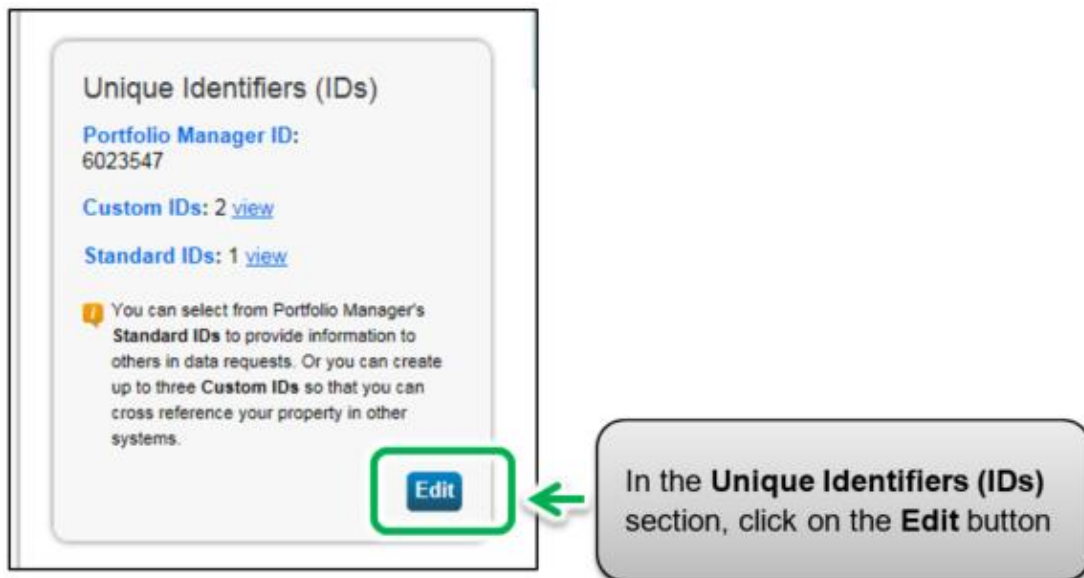 Unique Identifiers (IDs)
Portfolio Manager ID:
6023547
Custom IDs: 2 view
Standard IDs: 1 view
You can select from Portfolio Manager's
Standard IDs to provide information to
others in data requests. Or you can create
up to three Custom IDs so that you can
cross reference your property in other
systems.
Edit
In the Unique Identifiers (IDs)
section, click on the Edit button